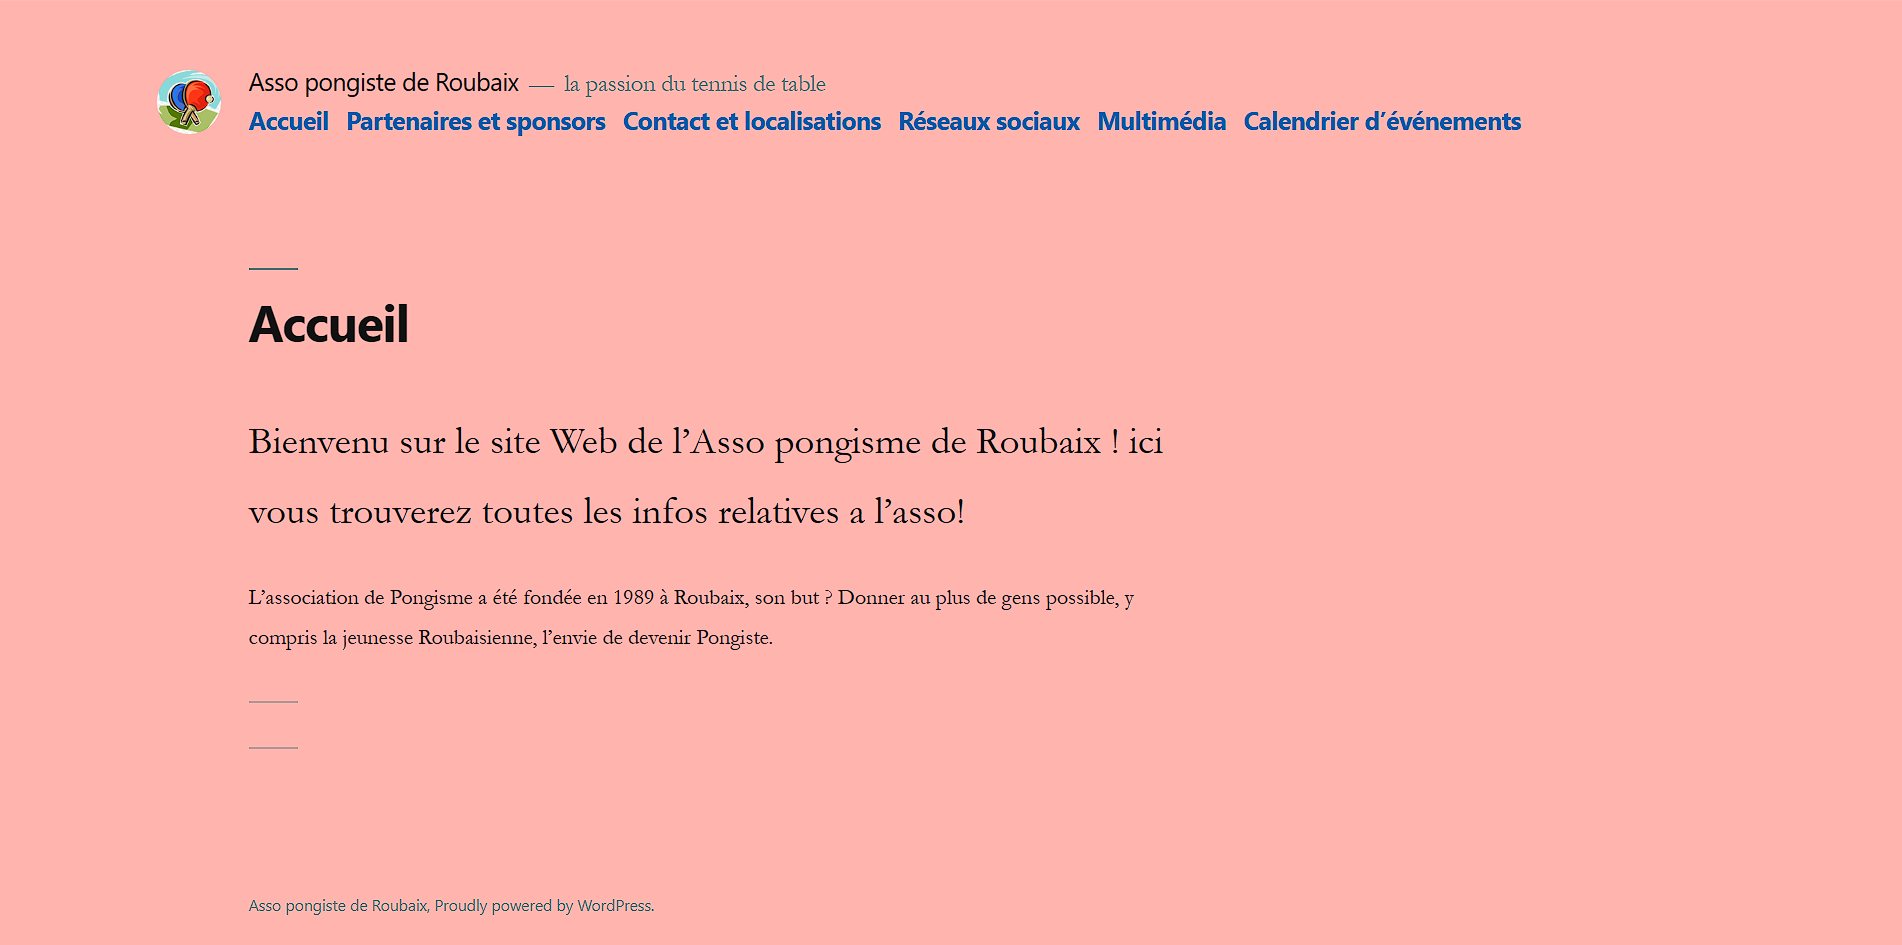 Asso pongiste de Roubaix — la passion du tennis de table
Accueil Partenaires et sponsors Contact et localisations Réseaux sociaux Multimédia Calendrier d’événements
Accueil
Bienvenu sur le site Web de l’Asso pongisme de Roubaix ! ici
vous trouverez toutes les infos relatives a l’asso!
L’association de Pongisme a été fondée en 1989 à Roubaix, son but ? Donner au plus de gens possible, y
compris la jeunesse Roubaisienne, l’envie de devenir Pongiste.
Asso pongiste de Roubaix, Proudly powered by WordPress.